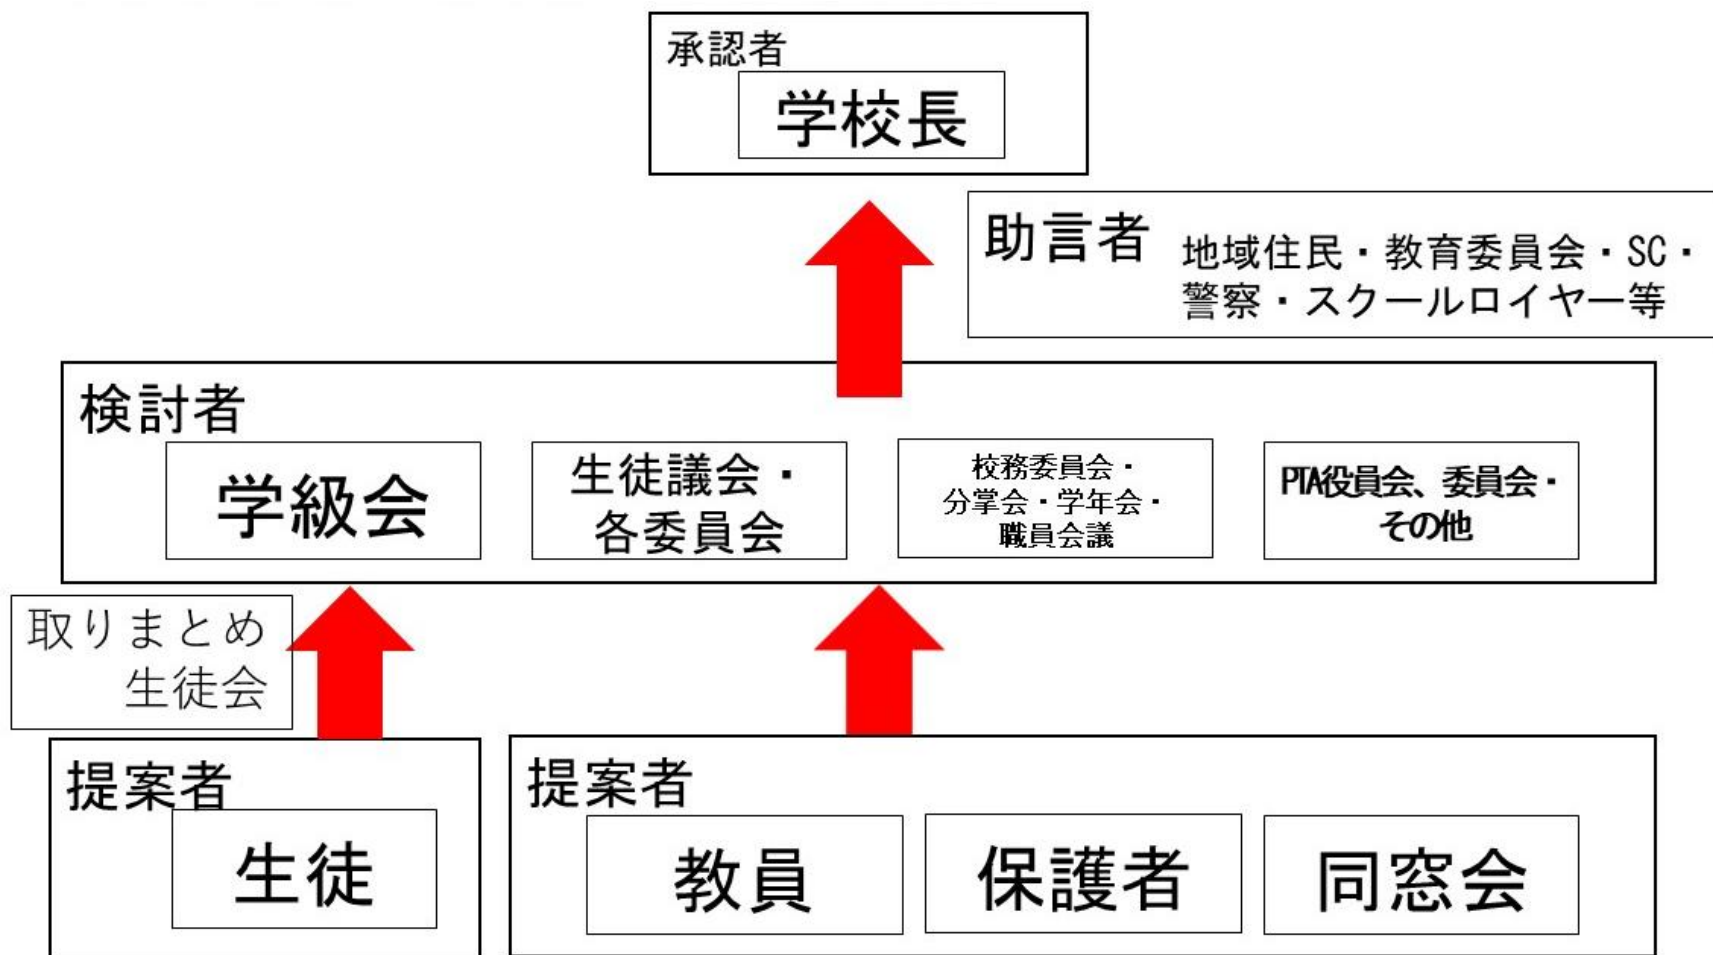 承認者
学校長
助言者
地域住民・教育委員会・SC・
警察・スクールロイヤー等
検討者
学級会
生徒議会・
各委員会
校務委員会・
分掌会・学年会・
職員会議
PTA役員会、委員会・
その他
取りまとめ
生徒会
提案者
生徒
提案者
教員
保護者
同窓会